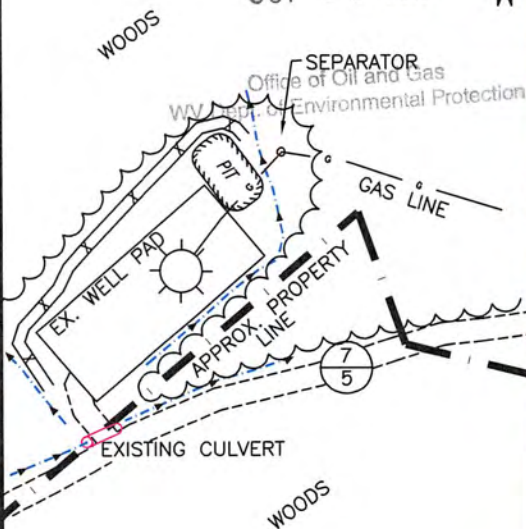 WOODS
SEPARATOR
Office of Oil and Gas
WV Dept. of Environmental Protection
PIT
G
G
GAS LINE
EX. WELL PAD
APPROX. PROPERTY
LINE
7
5
EXISTING CULVERT
WOODS